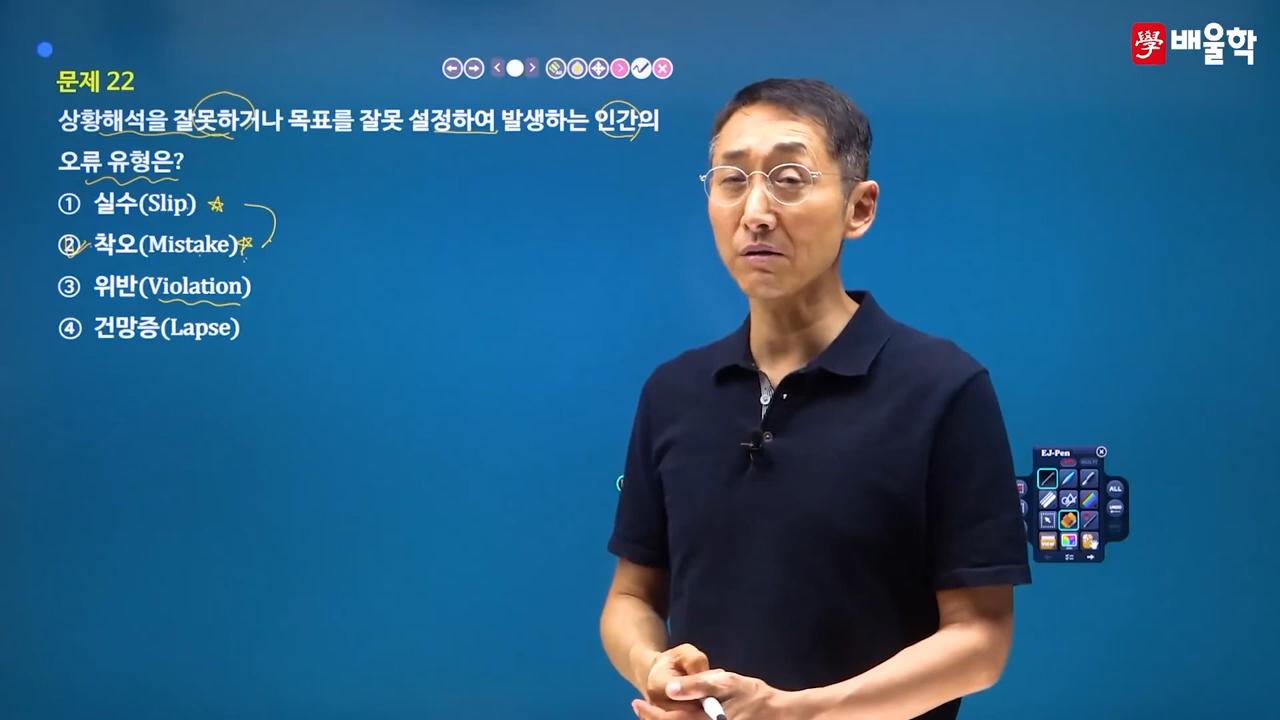 學 배울학
문제 22
상황해석을 잘못하거나 목표를 잘못 설정하여 발생하는 인간의
오류 유형은?
① 실수(Slip)
② 착오(Mistake)
③ 위반(Violation)
④ 건망증(Lapse)
EJ-Pen
ALL
UNDO